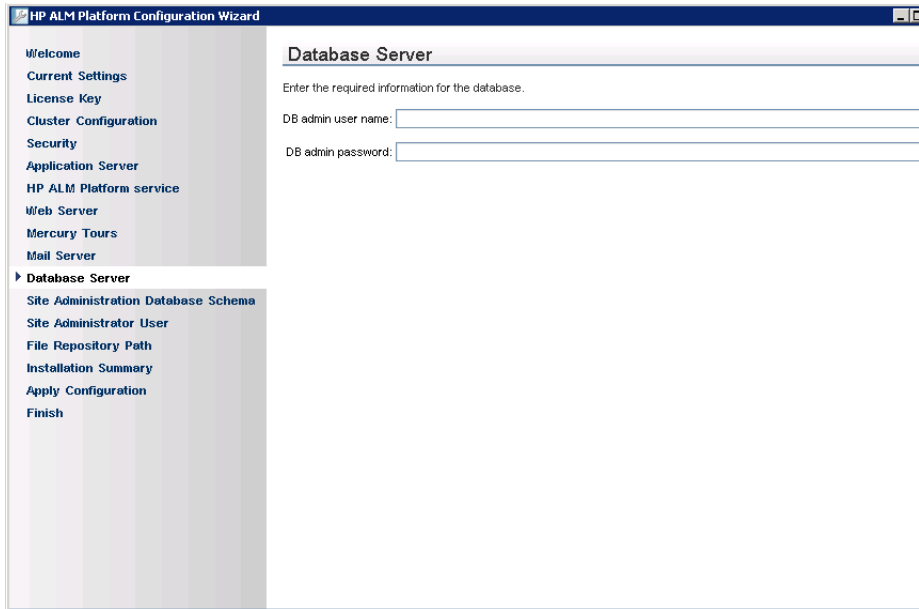 HP ALM Platform Configuration Wizard
Welcome
Current Settings
License Key
Cluster Configuration
Security
Application Server
HP ALM Platform service
Web Server
Mercury Tours
Mail Server
Database Server
Site Administration Database Schema
Site Administrator User
File Repository Path
Installation Summary
Apply Configuration
Finish
Database Server
Enter the required information for the database.
DB admin user name:
DB admin password: